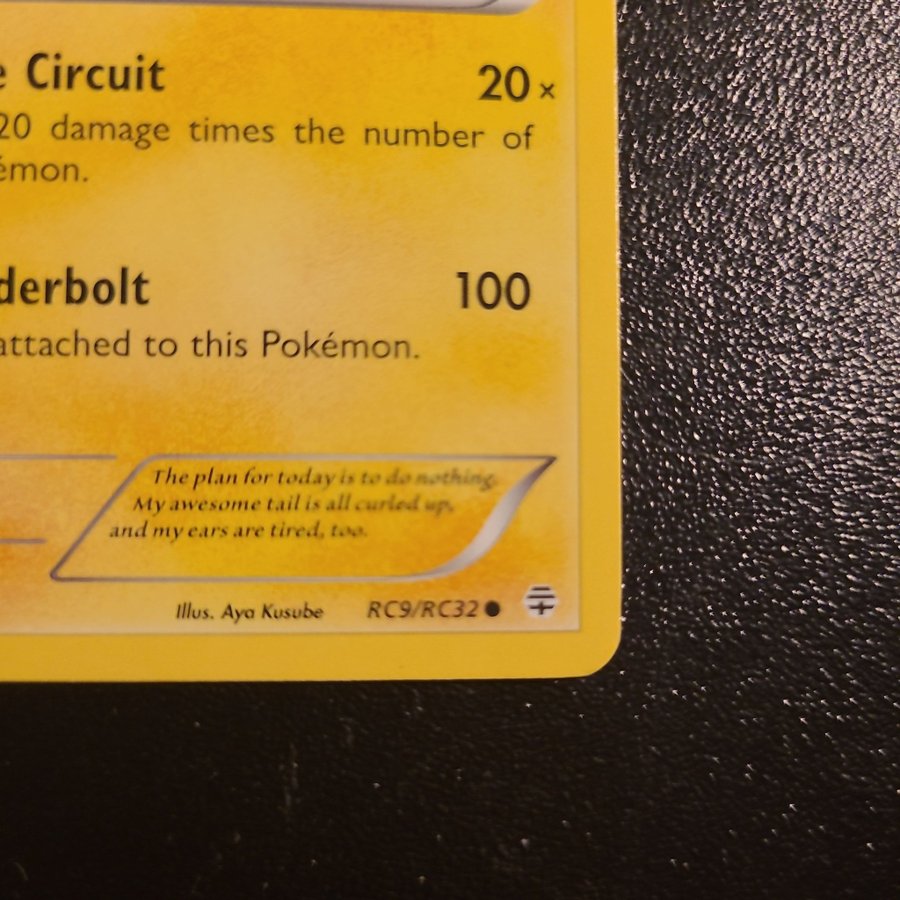 e Circuit 20×
20 damage times the number of
émon.
derbolt 100
attached to this Pokémon.
The plan for today is to do nothing.
My awesome tail is all curled up,
and my ears are tired, too.
Illus. Aya Kusube RC9/RC32